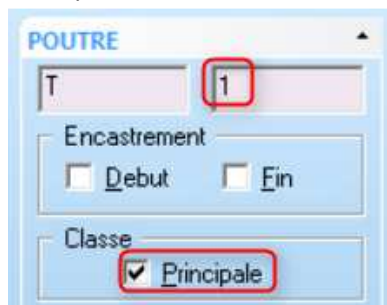 POUTRE
T 1
Encastrement
Debut Fin
Classe
Principale